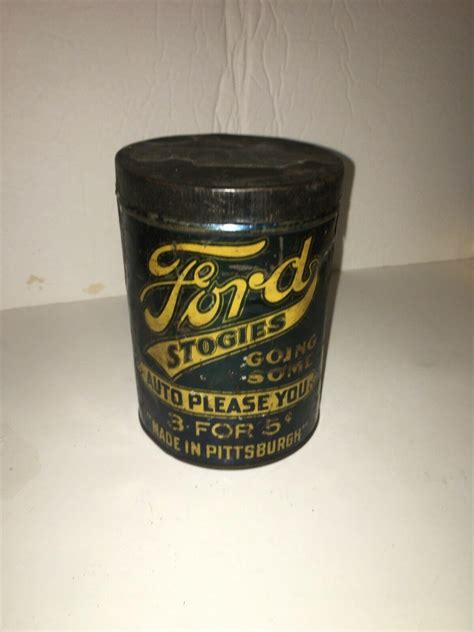 Ford
STOGIES
GOING
SOME
AUTO PLEASE YOU
3 FOR 5¢
"MADE IN PITTSBURGH"